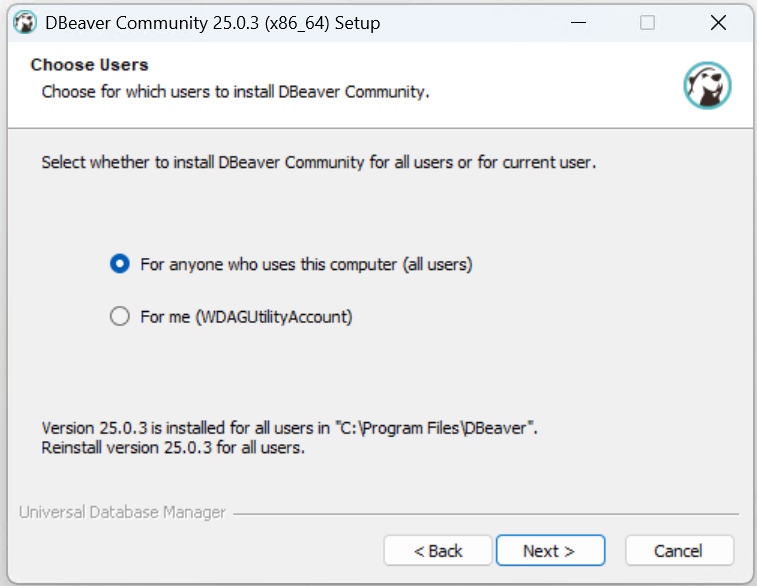 DBeaver Community 25.0.3 (x86_64) Setup
Choose Users
Choose for which users to install DBeaver Community.
Select whether to install DBeaver Community for all users or for current user.
For anyone who uses this computer (all users)
For me (WDAGUtilityAccount)
Version 25.0.3 is installed for all users in "C:\Program Files\DBeaver".
Reinstall version 25.0.3 for all users.
Universal Database Manager
< Back
Next >
Cancel